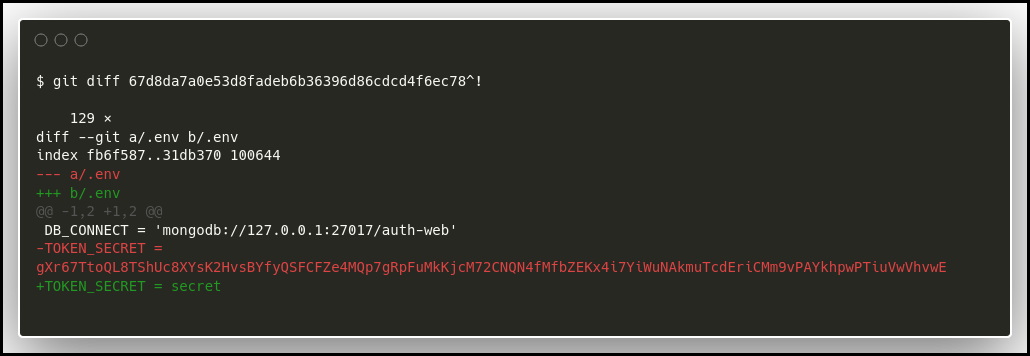 $ git diff 67d8da7a0e53d8fadeb6b36396d86cdcd4f6ec78^!
129 ×
diff --git a/.env b/.env
index fb6f587..31db370 100644
--- a/.env
+++ b/.env
@@ -1,2 +1,2 @@
DB_CONNECT = 'mongodb://127.0.0.1:27017/auth-web'
-TOKEN_SECRET =
gXr67TtoQL8TShUc8XYsK2HvsBYfyQSFCFZe4MQp7gRpFuMkKjcM72CNQN4fMfbZEKx4i7YiWuNAkmuTcdEriCMm9vPAYkhpwPTiuVwVhvwE
+TOKEN_SECRET = secret